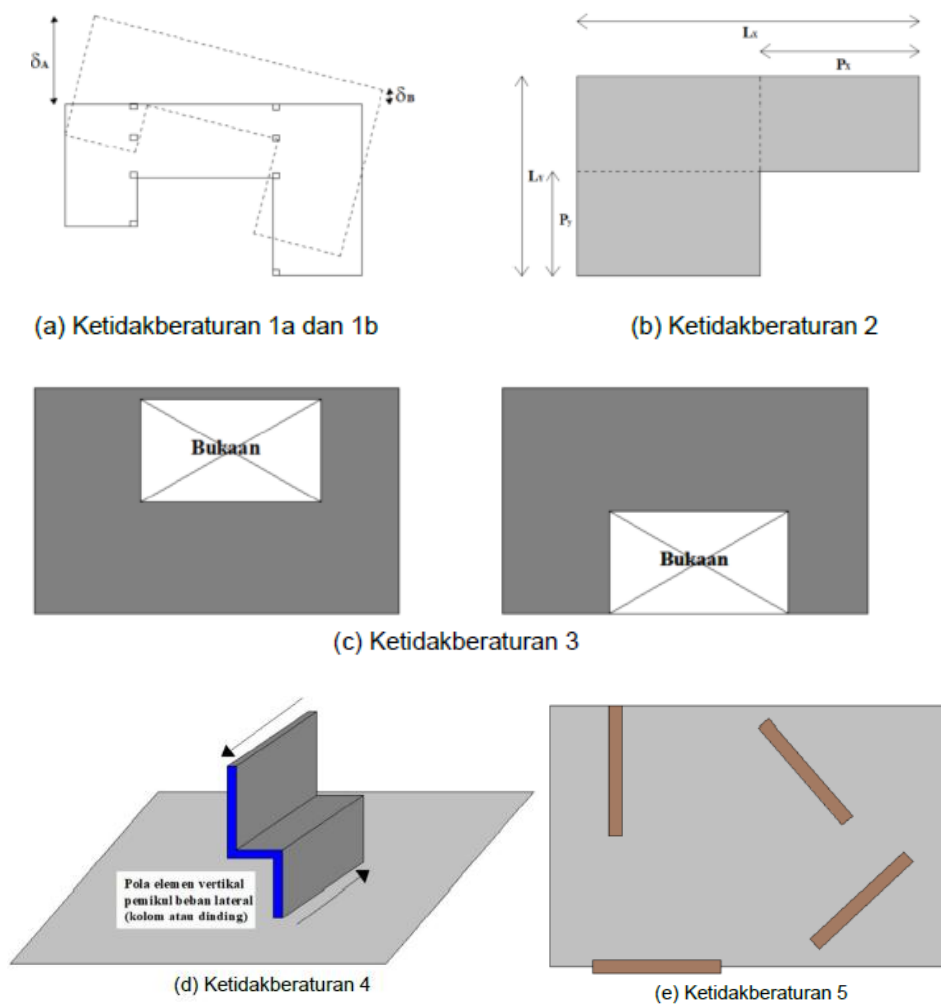 δA
δB
(a) Ketidakberaturan 1a dan 1b
Lx
Px
Ly
Py
(b) Ketidakberaturan 2
Bukaan
Bukaan
(c) Ketidakberaturan 3
Pola elemen vertikal
pemikul beban lateral
(kolom atau dinding)
(d) Ketidakberaturan 4
(e) Ketidakberaturan 5